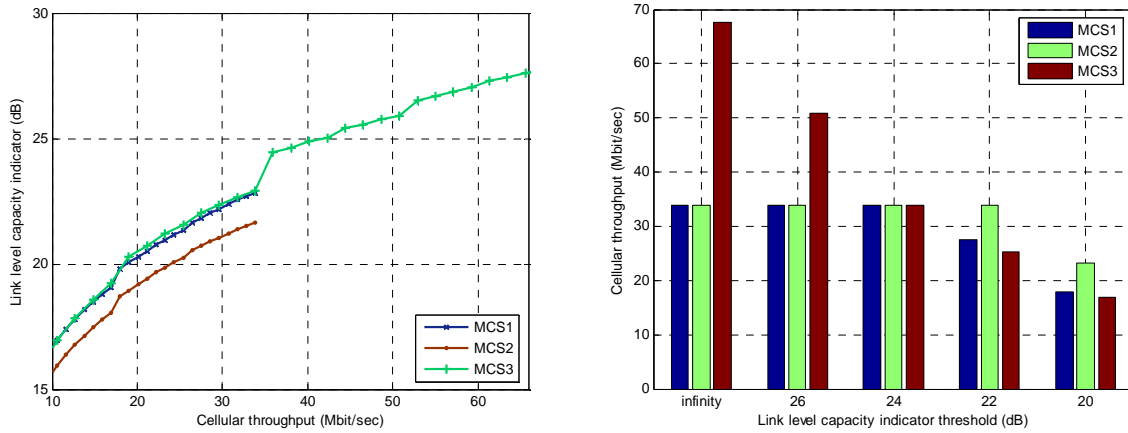 30
25
20
15
10
20
30
40
50
60
Link level capacity indicator (dB)
Cellular throughput (Mbit/sec)
MCS1
MCS2
MCS3
70
60
50
40
30
20
10
0
infinity
26
24
22
20
Cellular throughput (Mbit/sec)
Link level capacity indicator threshold (dB)
MCS1
MCS2
MCS3